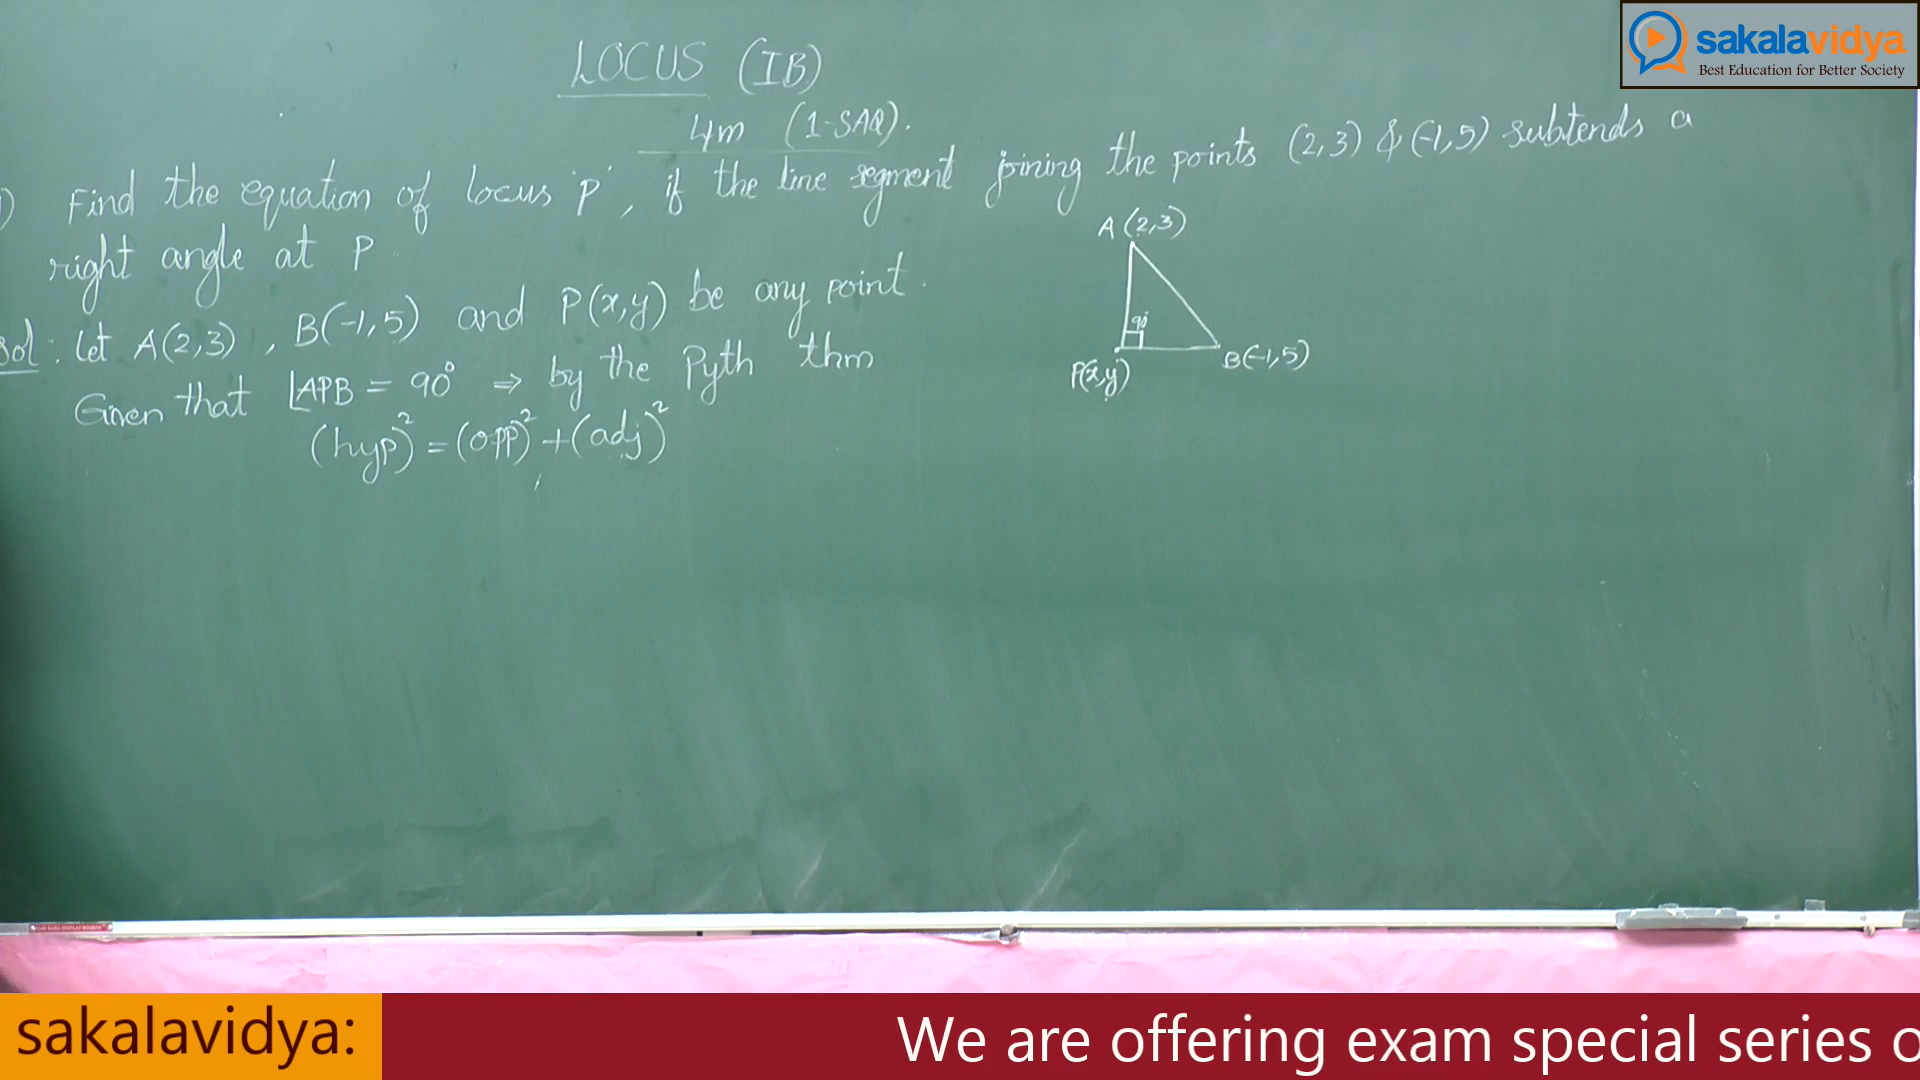 sakalavidya
Best Education for Better Society
LOCUS (IB)
4m (1-SAQ).
) Find the equation of locus 'P', if the line segment joining the points (2,3) & (-1,5) subtends a
right angle at P.
Sol: Let A(2,3), B(-1,5) and P(x,y) be any point.
Given that ∟APB = 90° ⇒ by the Pyth thm
(hyp)² = (opp)² + (adj)²
A(2,3)
90°
P(x,y)
B(-1,5)
sakalavidya:
We are offering exam special series o